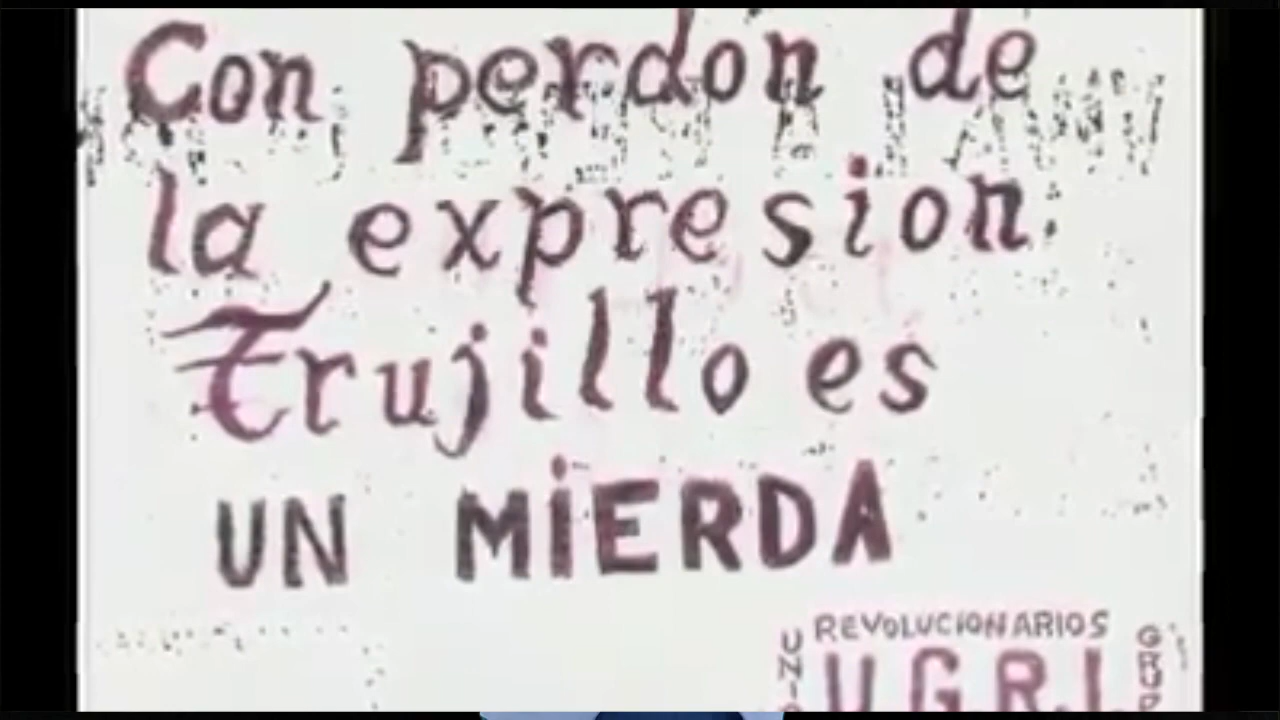 Con perdón de
la expresion
Trujillo es
UN MiERDA
REVOLUCIONARIOS
U.G.R.I.